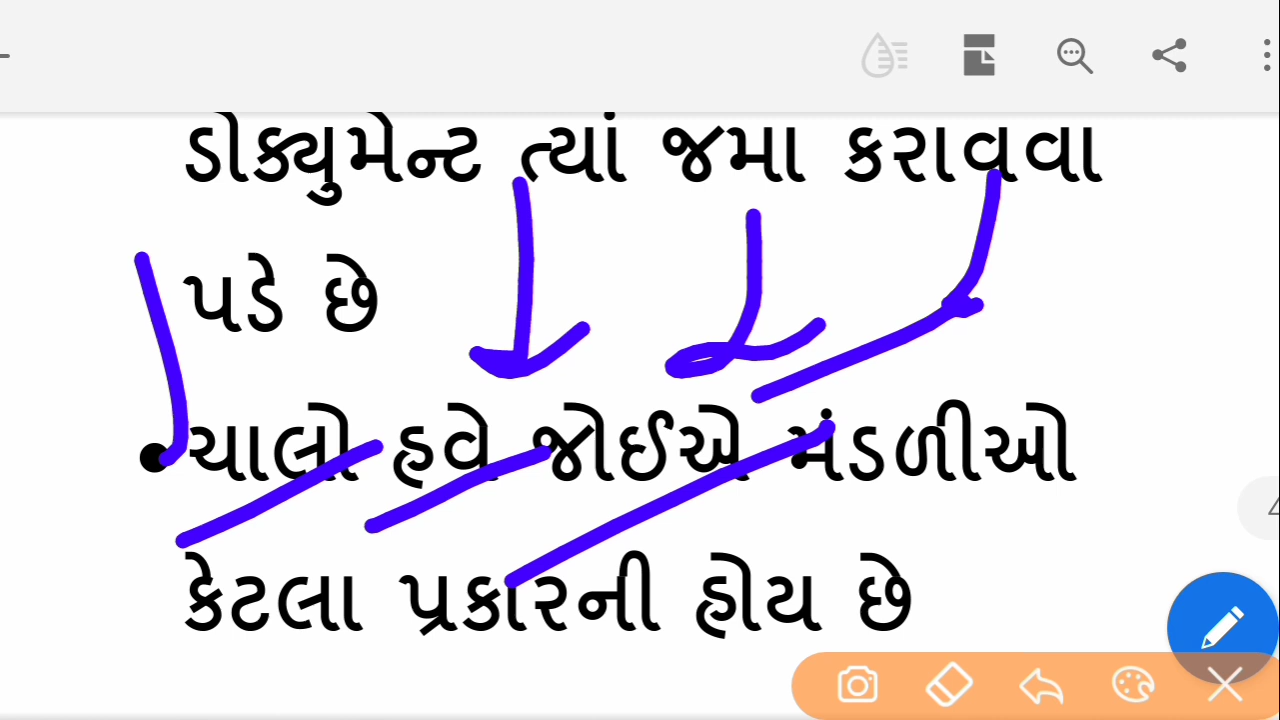 ડોક્યુમેન્ટ ત્યાં જમા કરાવવા
પડે છે
•ચાલો હવે જોઈએ મંડળીઓ
કેટલા પ્રકારની હોય છે